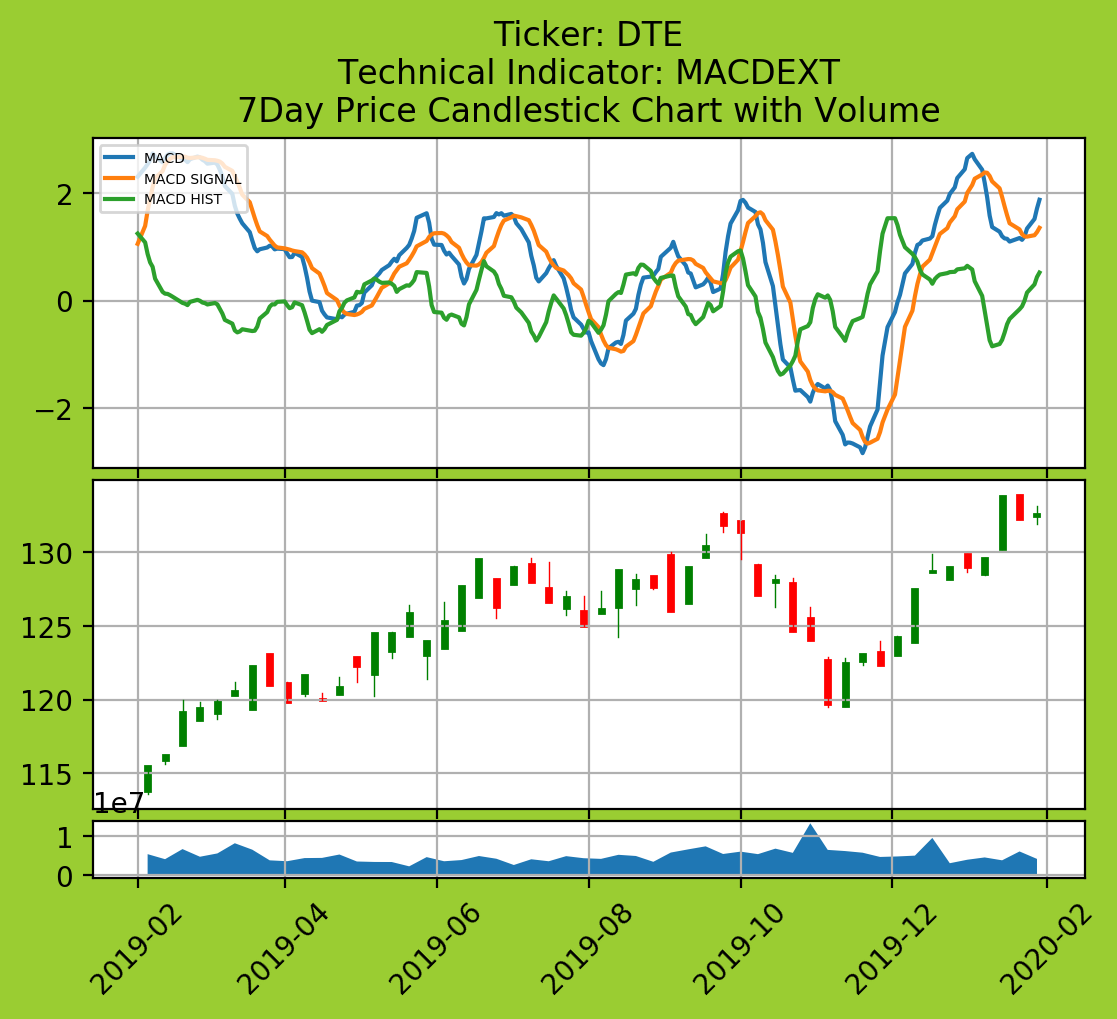 Ticker: DTE
Technical Indicator: MACDEXT
7Day Price Candlestick Chart with Volume
MACD
MACD SIGNAL
MACD HIST
2
0
−2
130
125
120
115
1e7
1
0
2019-02
2019-04
2019-06
2019-08
2019-10
2019-12
2020-02